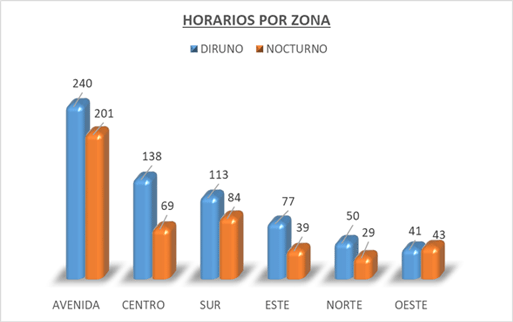 HORARIOS POR ZONA
DIRUNO NOCTURNO
240 201 138 69 113 84 77 39 50 29 41 43
AVENIDA CENTRO SUR ESTE NORTE OESTE